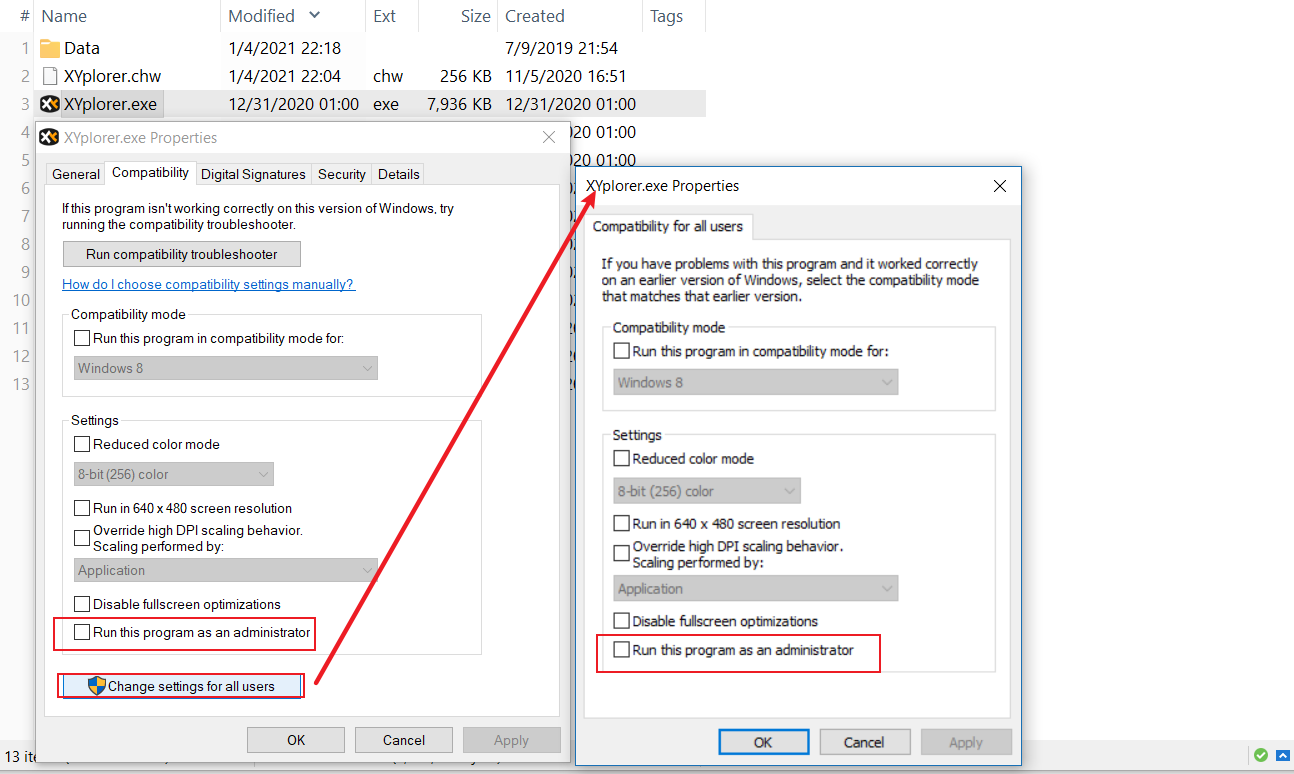 # Name Modified Ext Size Created Tags
1 Data 1/4/2021 22:18 7/9/2019 21:54
2 XYplorer.chw 1/4/2021 22:04 chw 256 KB 11/5/2020 16:51
3 XYplorer.exe 12/31/2020 01:00 exe 7,936 KB 12/31/2020 01:00
4 20 01:00
5 20 01:00
6
7
8
9
10
11
12
13
XYplorer.exe Properties
General Compatibility Digital Signatures Security Details
If this program isn't working correctly on this version of Windows, try
running the compatibility troubleshooter.
Run compatibility troubleshooter
How do I choose compatibility settings manually?
Compatibility mode
Run this program in compatibility mode for:
Windows 8
Settings
Reduced color mode
8-bit (256) color
Run in 640 x 480 screen resolution
Override high DPI scaling behavior.
Scaling performed by:
Application
Disable fullscreen optimizations
Run this program as an administrator
Change settings for all users
OK Cancel Apply
XYplorer.exe Properties
Compatibility for all users
If you have problems with this program and it worked correctly
on an earlier version of Windows, select the compatibility mode
that matches that earlier version.
Compatibility mode
Run this program in compatibility mode for:
Windows 8
Settings
Reduced color mode
8-bit (256) color
Run in 640 x 480 screen resolution
Override high DPI scaling behavior.
Scaling performed by:
Application
Disable fullscreen optimizations
Run this program as an administrator
OK Cancel Apply
13 ite